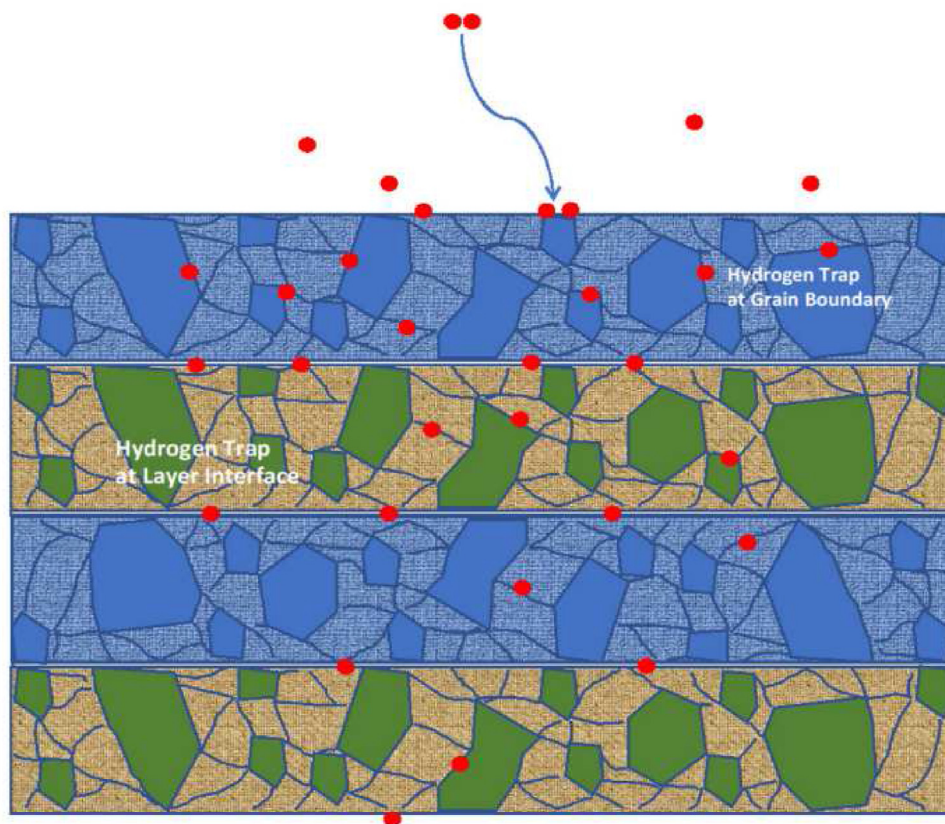 Hydrogen Trap
at Grain Boundary
Hydrogen Trap
at Layer Interface